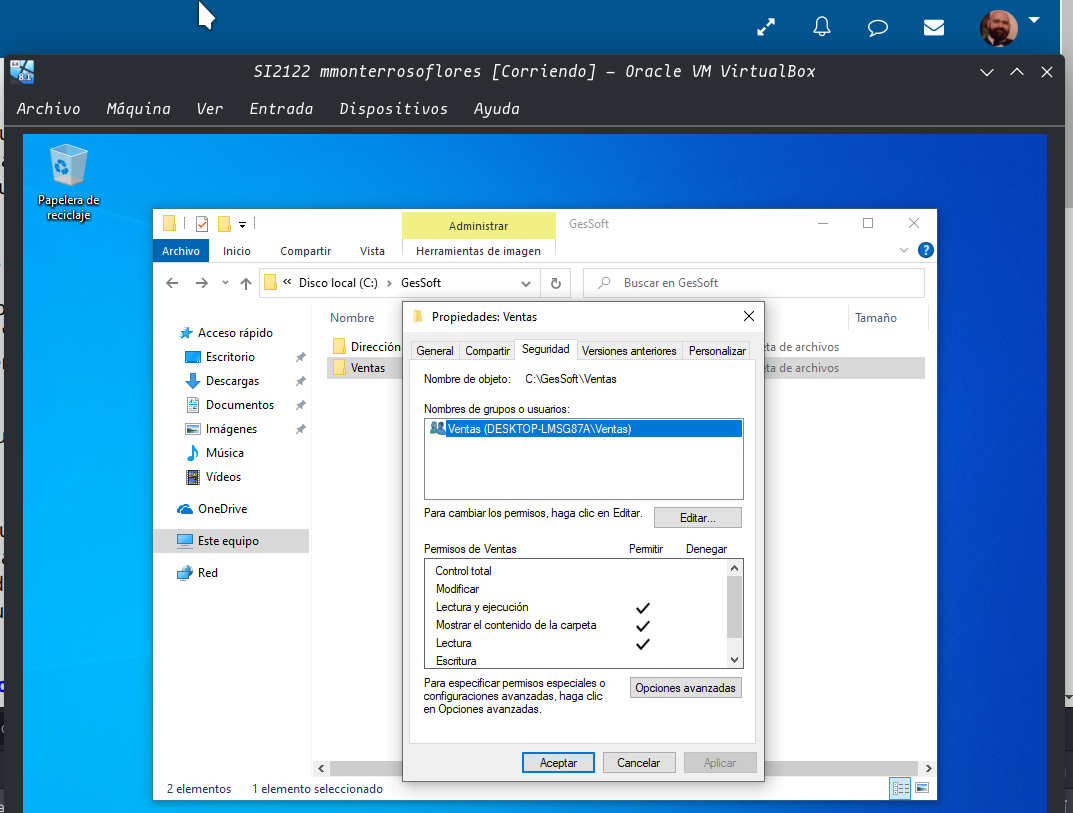 SI2122 mmonterrosoflores [Corriendo] – Oracle VM VirtualBox
Archivo Máquina Ver Entrada Dispositivos Ayuda
Papelera de
reciclaje
Administrar GesSoft
Archivo Inicio Compartir Vista Herramientas de imagen
« Disco local (C:) › GesSoft Buscar en GesSoft
Nombre Tamaño
Acceso rápido
Escritorio
Descargas
Documentos
Imágenes
Música
Vídeos
OneDrive
Este equipo
Red
Dirección ta de archivos
Ventas ta de archivos
Propiedades: Ventas
General Compartir Seguridad Versiones anteriores Personalizar
Nombre de objeto: C:\GesSoft\Ventas
Nombres de grupos o usuarios:
Ventas (DESKTOP-LMSG87A\Ventas)
Para cambiar los permisos, haga clic en Editar. Editar...
Permisos de Ventas Permitir Denegar
Control total
Modificar
Lectura y ejecución
Mostrar el contenido de la carpeta
Lectura
Escritura
Para especificar permisos especiales o
configuraciones avanzadas, haga clic
en Opciones avanzadas.
Opciones avanzadas
Aceptar Cancelar Aplicar
2 elementos 1 elemento seleccionado